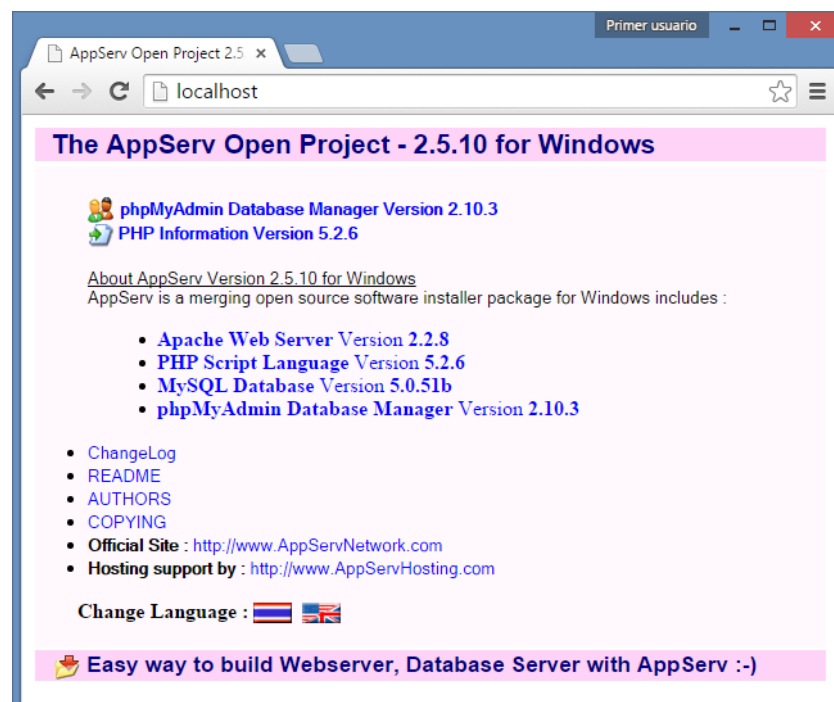 Primer usuario
AppServ Open Project 2.5
localhost
The AppServ Open Project - 2.5.10 for Windows
phpMyAdmin Database Manager Version 2.10.3
PHP Information Version 5.2.6
About AppServ Version 2.5.10 for Windows
AppServ is a merging open source software installer package for Windows includes :
Apache Web Server Version 2.2.8
PHP Script Language Version 5.2.6
MySQL Database Version 5.0.51b
phpMyAdmin Database Manager Version 2.10.3
ChangeLog
README
AUTHORS
COPYING
Official Site : http://www.AppServNetwork.com
Hosting support by : http://www.AppServHosting.com
Change Language :
Easy way to build Webserver, Database Server with AppServ :-)